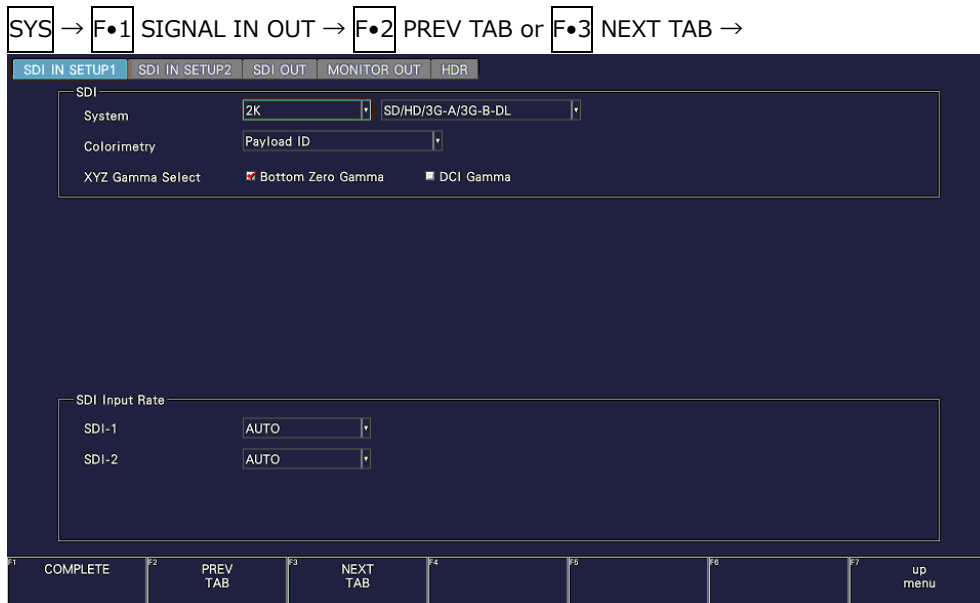 SYS → F•1 SIGNAL IN OUT → F•2 PREV TAB or F•3 NEXT TAB →
SDI IN SETUP1 SDI IN SETUP2 SDI OUT MONITOR OUT HDR
SDI
System 2K SD/HD/3G-A/3G-B-DL
Colorimetry Payload ID
XYZ Gamma Select Bottom Zero Gamma DCI Gamma
SDI Input Rate
SDI-1 AUTO
SDI-2 AUTO
F1 COMPLETE F2 PREV F3 NEXT F4 F5 F6 F7 up
TAB TAB menu